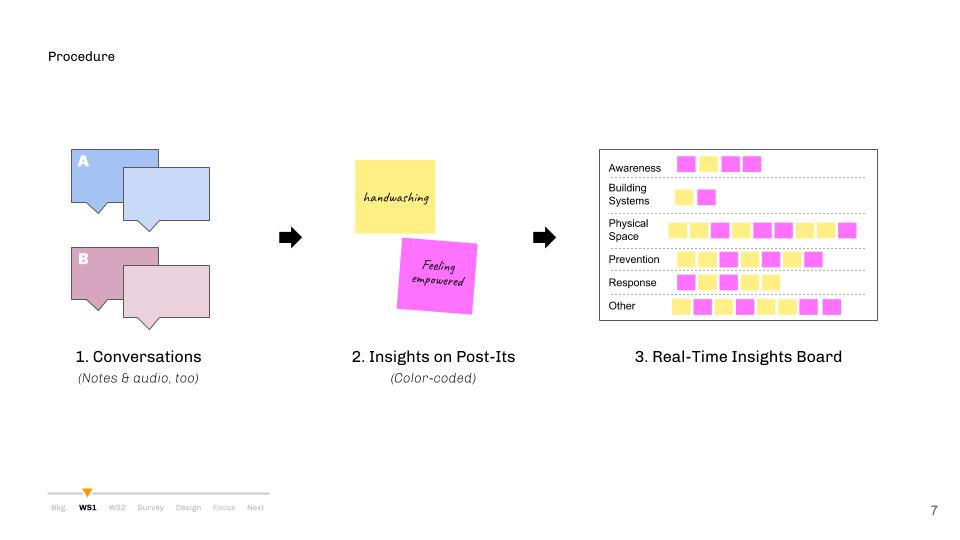 Procedure
A
B
handwashing
Feeling
empowered
Awareness
Building
Systems
Physical
Space
Prevention
Response
Other
1. Conversations
(Notes & audio, too)
2. Insights on Post-Its
(Color-coded)
3. Real-Time Insights Board
Bkg. WS1 WS2 Survey Design Focus Next
7